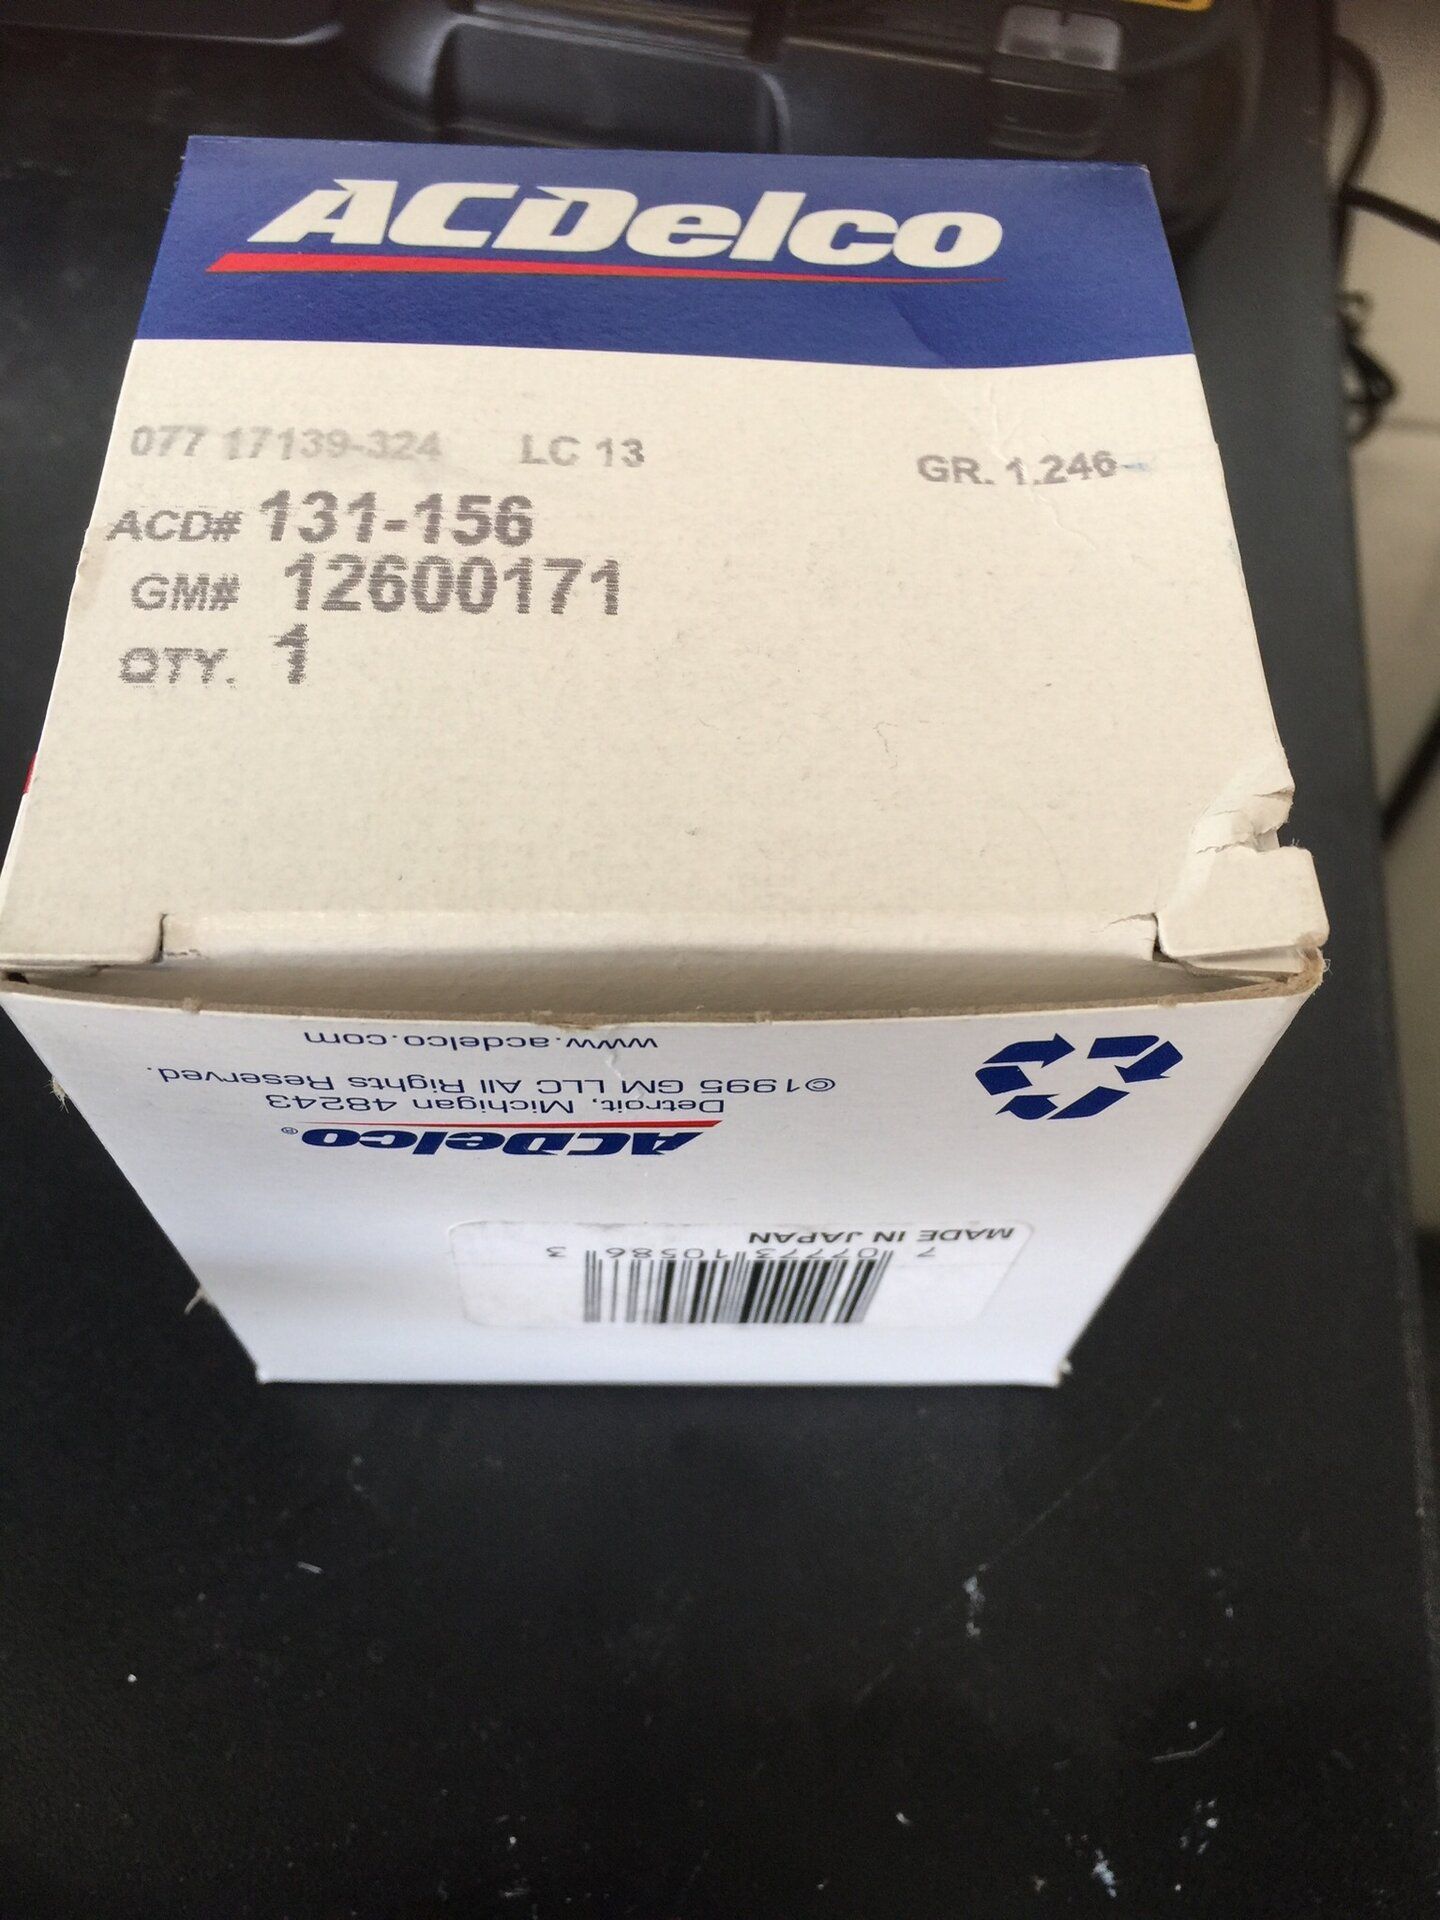 ACDelco
077 17139-324 LC 13 GR. 1.246-
ACD# 131-156
GM# 12600171
QTY. 1
MADE IN JAPAN
7 07773 10586 3
ACDelco®
Detroit, Michigan 48243
©1995 GM LLC All Rights Reserved.
www.acdelco.com